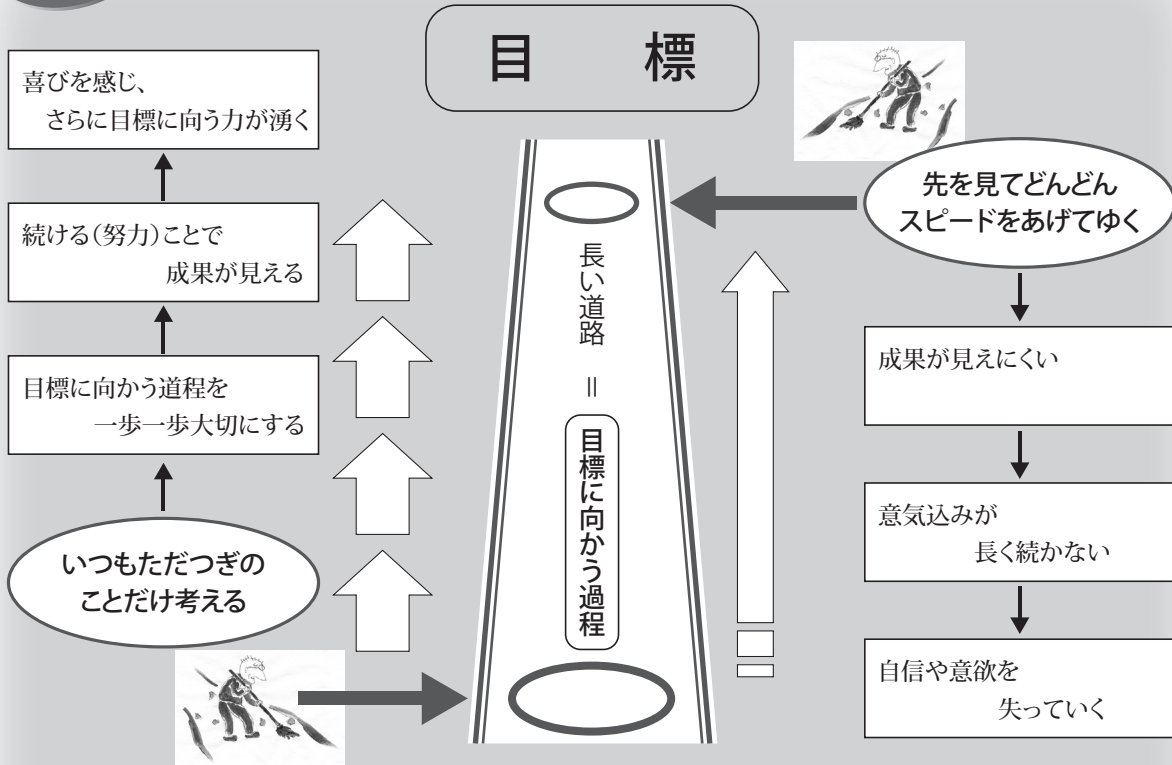 目　標
喜びを感じ、
さらに目標に向う力が湧く
続ける（努力）ことで
成果が見える
目標に向かう道程を
一歩一歩大切にする
いつもただつぎの
ことだけ考える
長い道路
＝
目標に向かう過程
先を見てどんどん
スピードをあげてゆく
成果が見えにくい
意気込みが
長く続かない
自信や意欲を
失っていく